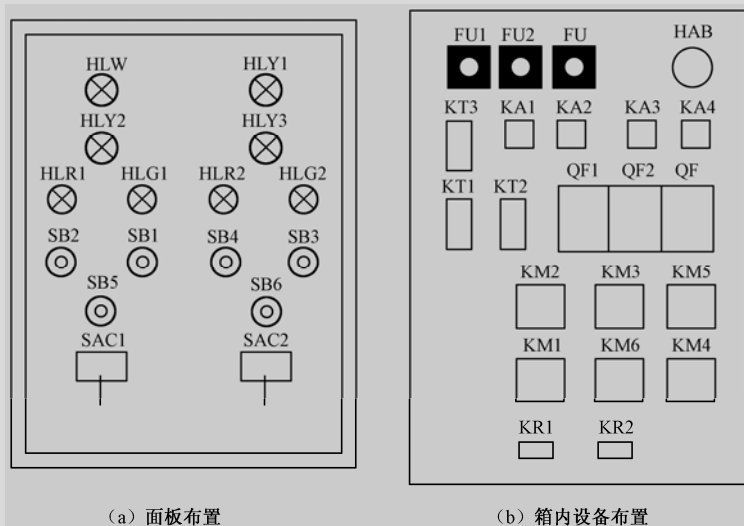 HLW HLY1
HLY2 HLY3
HLR1 HLG1 HLR2 HLG2
SB2 SB1 SB4 SB3
SB5 SB6
SAC1 SAC2
(a) 面板布置
FU1 FU2 FU HAB
KT3 KA1 KA2 KA3 KA4
KT1 KT2 QF1 QF2 QF
KM2 KM3 KM5
KM1 KM6 KM4
KR1 KR2
(b) 箱内设备布置